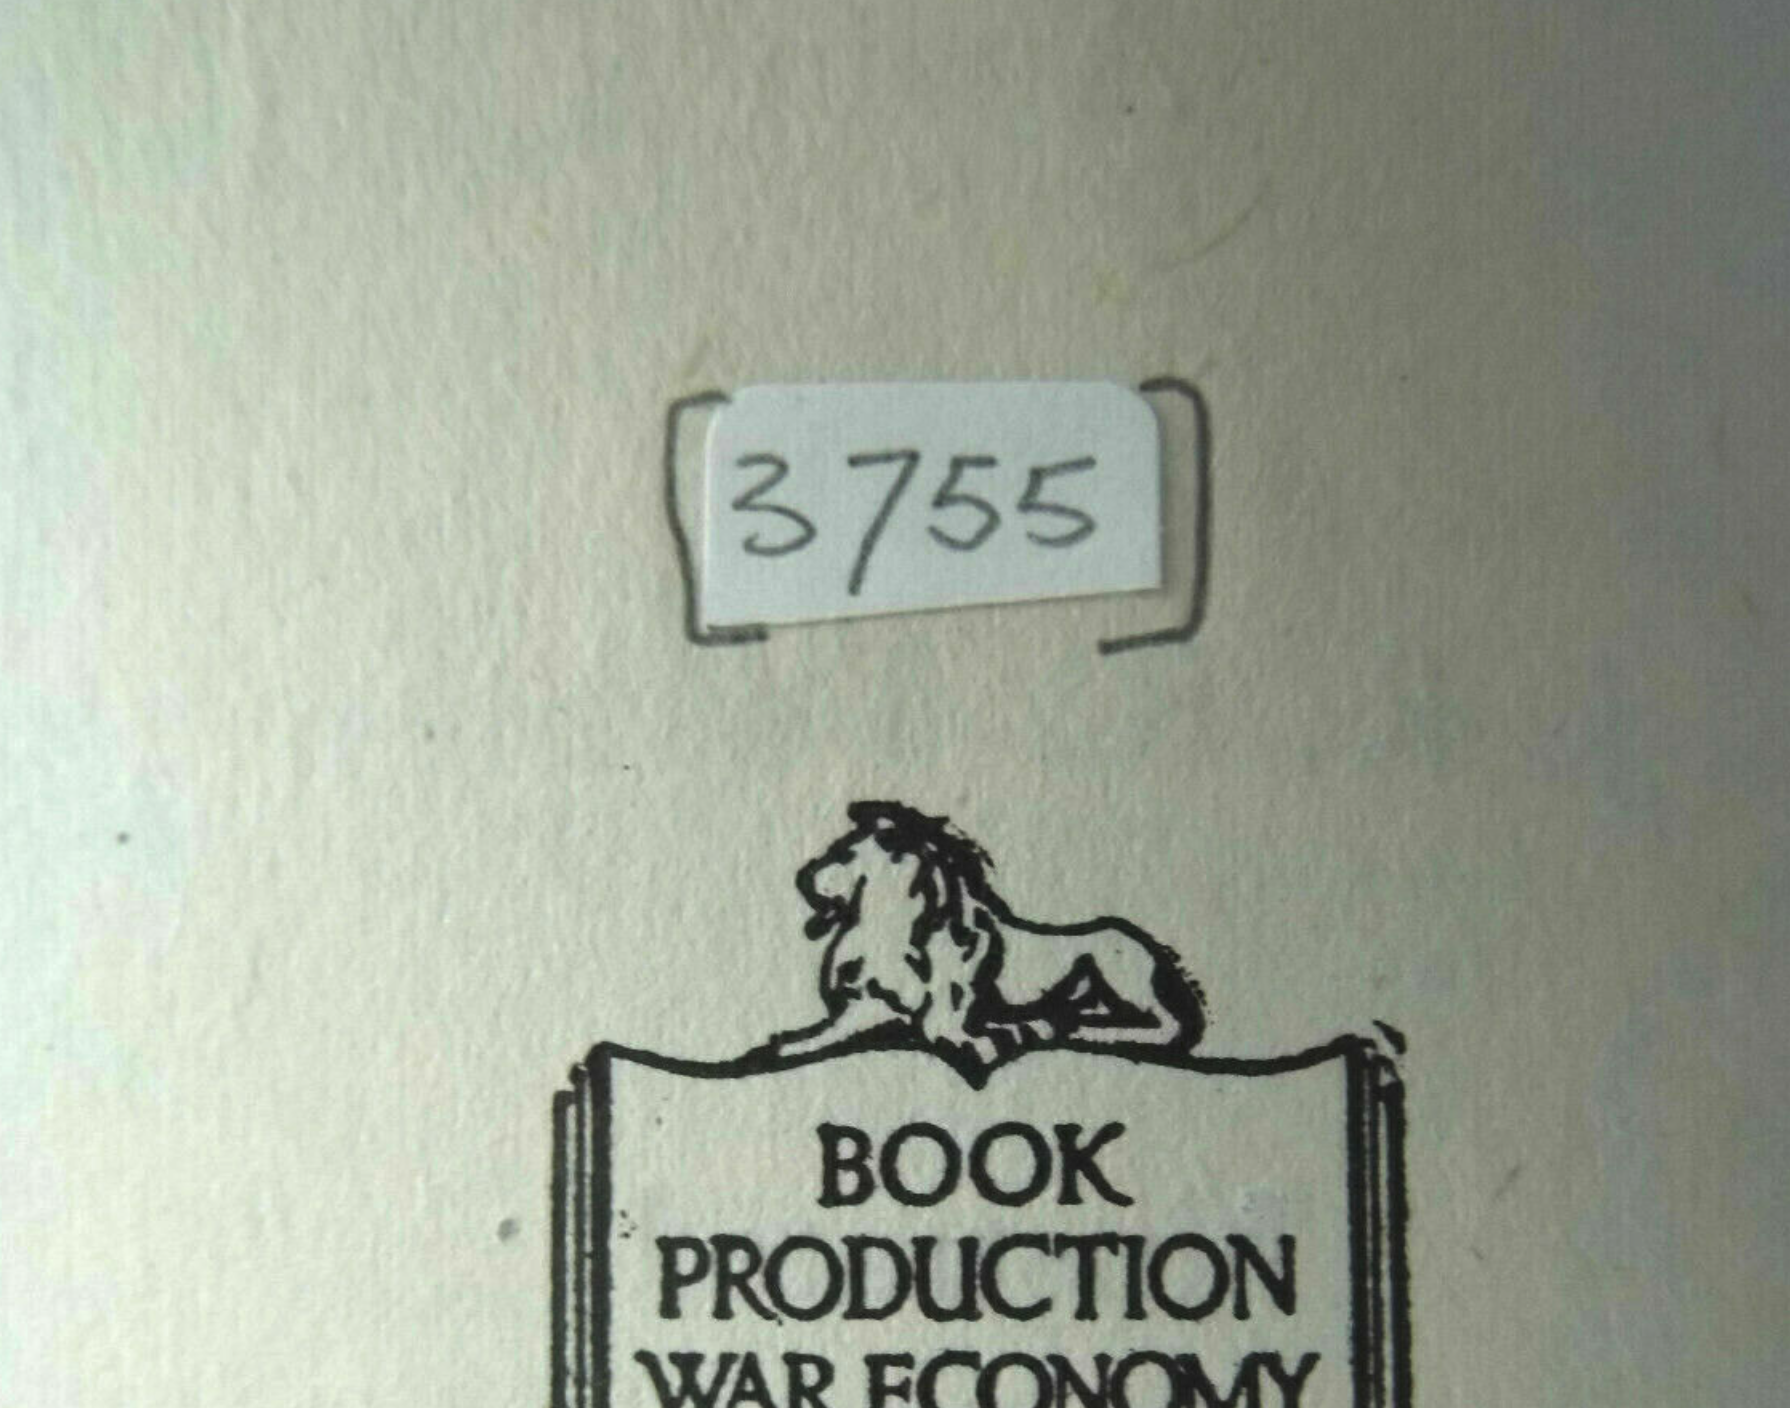 [3755]
BOOK
PRODUCTION
WAR ECONOMY